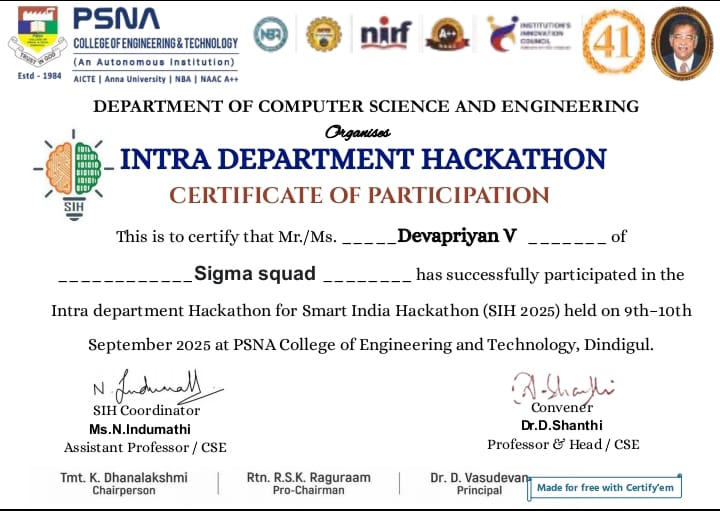 PSNA
COLLEGE OF ENGINEERING & TECHNOLOGY
(An Autonomous Institution)
AICTE | Anna University | NBA | NAAC A++
TRUST IN GOD
Estd - 1984
NBA
nirf
A++
INSTITUTION'S
INNOVATION
COUNCIL
41
DEPARTMENT OF COMPUTER SCIENCE AND ENGINEERING
Organises
INTRA DEPARTMENT HACKATHON
SIH
CERTIFICATE OF PARTICIPATION
This is to certify that Mr./Ms. _____Devapriyan V _______ of
____________Sigma squad ________ has successfully participated in the
Intra department Hackathon for Smart India Hackathon (SIH 2025) held on 9th-10th
September 2025 at PSNA College of Engineering and Technology, Dindigul.
N. Indumathi
SIH Coordinator
Ms.N.Indumathi
Assistant Professor / CSE
D. Shanthi
Convener
Dr.D.Shanthi
Professor & Head / CSE
Tmt. K. Dhanalakshmi
Chairperson
Rtn. R.S.K. Raguraam
Pro-Chairman
Dr. D. Vasudevan
Principal
Made for free with Certify'em